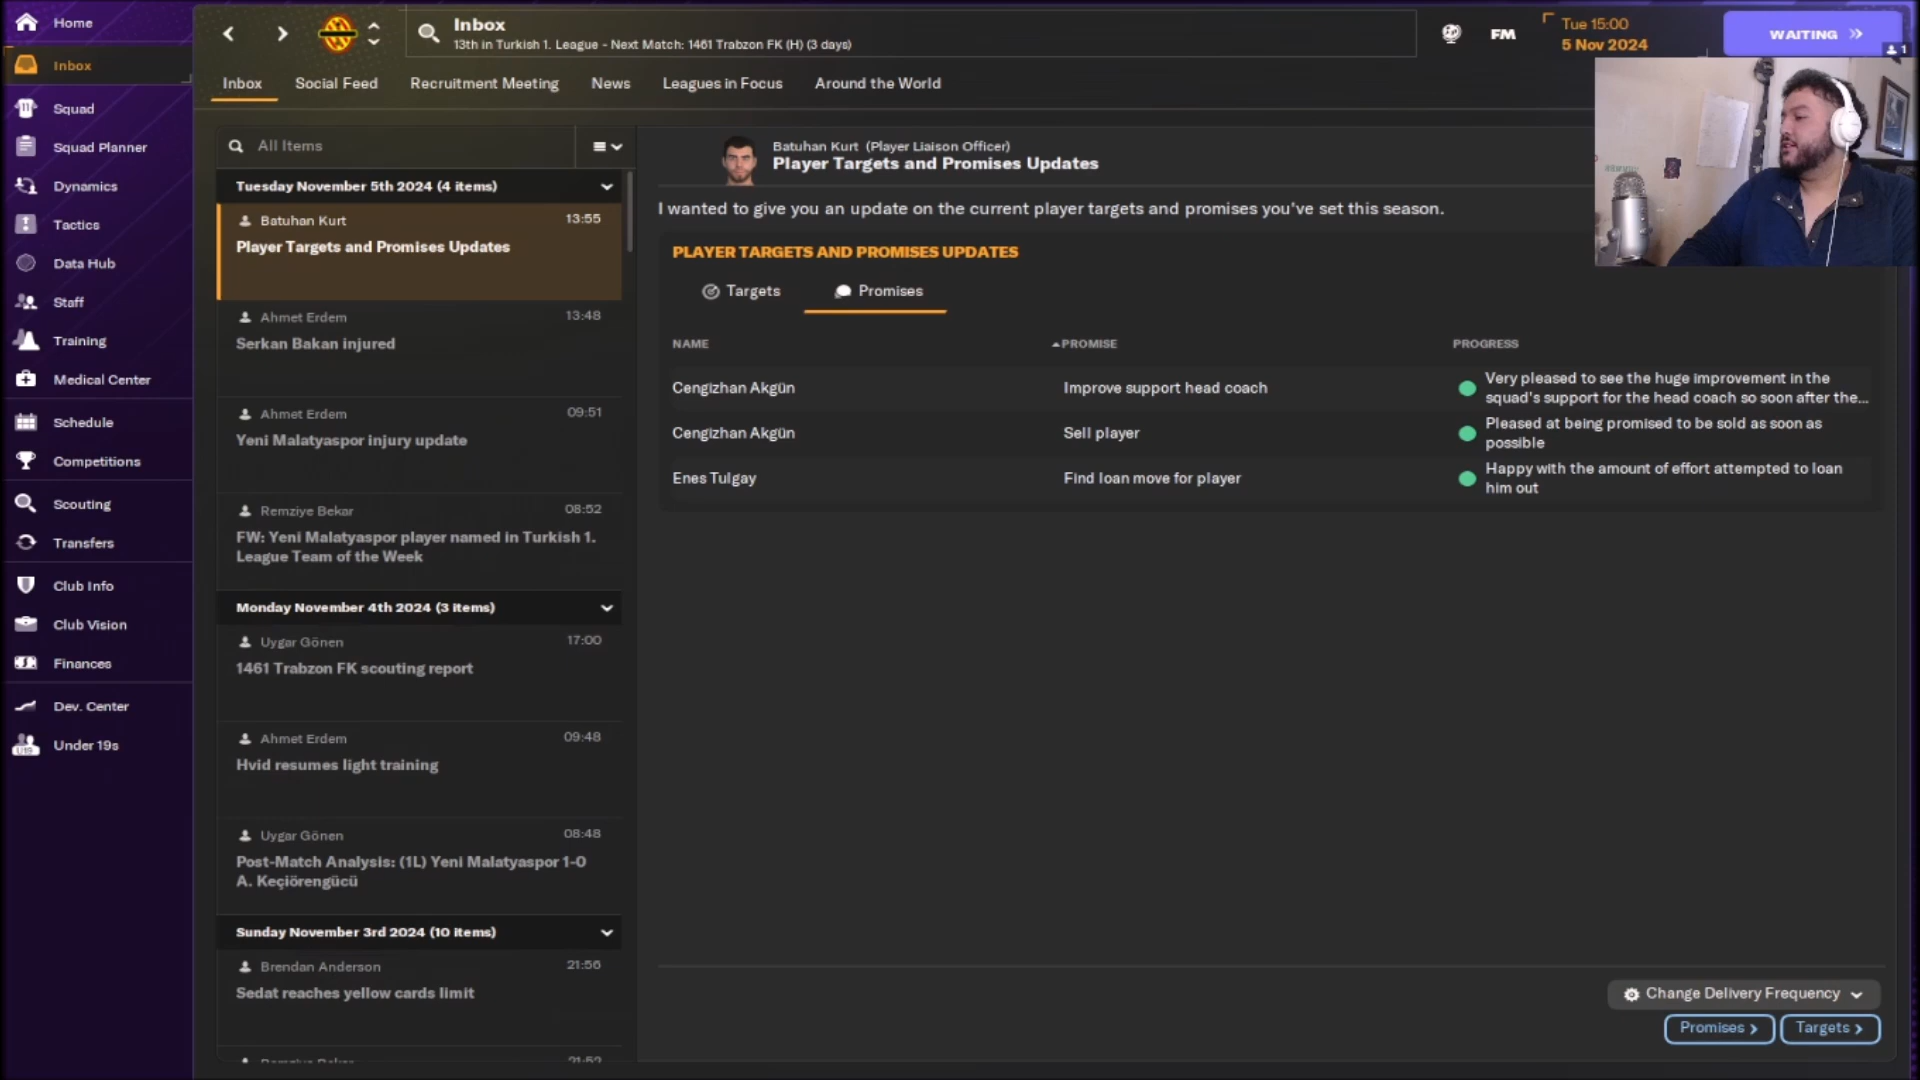 Home
Inbox
Squad
Squad Planner
Dynamics
Tactics
Data Hub
Staff
Training
Medical Center
Schedule
Competitions
Scouting
Transfers
Club Info
Club Vision
Finances
Dev. Center
Under 19s
Inbox
13th in Turkish 1. League - Next Match: 1461 Trabzon FK (H) (3 days)
FM
Tue 15:00
5 Nov 2024
WAITING
1
Inbox
Social Feed
Recruitment Meeting
News
Leagues in Focus
Around the World
All Items
Tuesday November 5th 2024 (4 items)
Batuhan Kurt 13:55
Player Targets and Promises Updates
Ahmet Erdem 13:48
Serkan Bakan injured
Ahmet Erdem 09:51
Yeni Malatyaspor injury update
Remziye Bekar 08:52
FW: Yeni Malatyaspor player named in Turkish 1.
League Team of the Week
Monday November 4th 2024 (3 items)
Uygar Gönen 17:00
1461 Trabzon FK scouting report
Ahmet Erdem 09:48
Hvid resumes light training
Uygar Gönen 08:48
Post-Match Analysis: (1L) Yeni Malatyaspor 1-0
A. Keçiörengücü
Sunday November 3rd 2024 (10 items)
Brendan Anderson 21:56
Sedat reaches yellow cards limit
Remziye Bekar 21:52
Batuhan Kurt (Player Liaison Officer)
Player Targets and Promises Updates
I wanted to give you an update on the current player targets and promises you've set this season.
PLAYER TARGETS AND PROMISES UPDATES
Targets
Promises
NAME PROMISE PROGRESS
Cengizhan Akgün Improve support head coach Very pleased to see the huge improvement in the
squad's support for the head coach so soon after the...
Cengizhan Akgün Sell player Pleased at being promised to be sold as soon as
possible
Enes Tulgay Find loan move for player Happy with the amount of effort attempted to loan
him out
Change Delivery Frequency
Promises
Targets